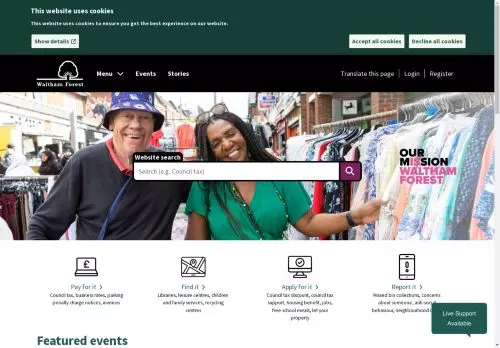 This website uses cookies
This website uses cookies to ensure you get the best experience on our website.
Show details
Accept all cookies
Decline all cookies
Waltham Forest
Menu
Events
Stories
Translate this page
Login
Register
Website search
Search (e.g. Council tax)
OUR
MISSION
WALTHAM
FOREST
Pay for it
Council tax, business rates, parking
penalty charge notices, invoices
Find it
Libraries, leisure centres, children
and family services, recycling
centres
Apply for it
Council tax discount, council tax
support, housing benefit, jobs,
free school meals, let your
property
Report it
Missed bin collections, concerns
about someone, anti-social
behaviour, neighbourhood
Live Support
Available
Featured events